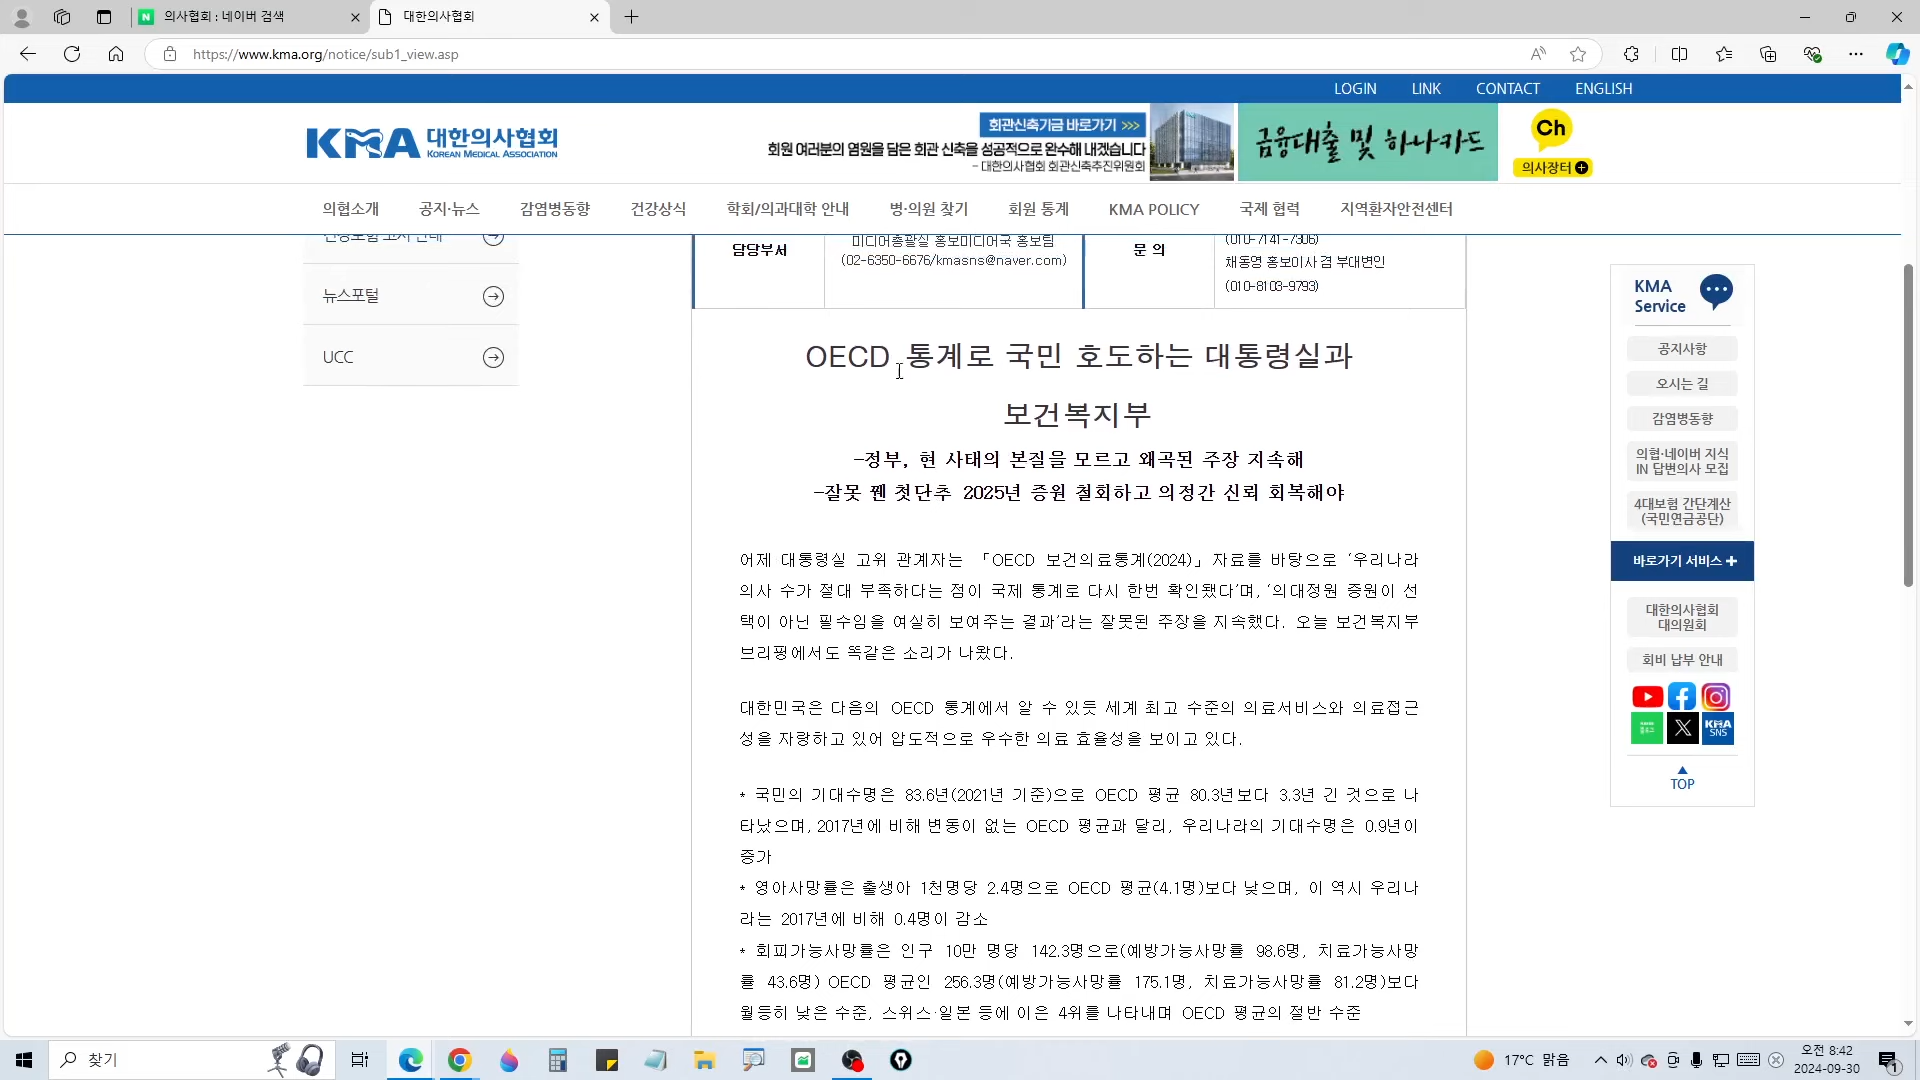 의사협회 : 네이버 검색
대한의사협회
https://www.kma.org/notice/sub1_view.asp
LOGIN
LINK
CONTACT
ENGLISH
KMA 대한의사협회
KOREAN MEDICAL ASSOCIATION
회관신축기금 바로가기 >>>
회원 여러분의 염원을 담은 회관 신축을 성공적으로 완수해 내겠습니다
- 대한의사협회 회관신축추진위원회
금융대출 및 하나카드
Ch
의사장터
의협소개
공지·뉴스
감염병동향
건강상식
학회/의과대학 안내
병·의원 찾기
회원 통계
KMA POLICY
국제 협력
지역환자안전센터
뉴스포털
UCC
담당부서
미디어총괄실 홍보미디어국 홍보팀
(02-6350-6676/kmasns@naver.com)
문 의
(010-7141-7306)
채동영 홍보이사 겸 부대변인
(010-8103-9793)
OECD 통계로 국민 호도하는 대통령실과
보건복지부
-정부, 현 사태의 본질을 모르고 왜곡된 주장 지속해
-잘못 꿴 첫단추 2025년 증원 철회하고 의정간 신뢰 회복해야
어제 대통령실 고위 관계자는 「OECD 보건의료통계(2024)」자료를 바탕으로 ‘우리나라
의사 수가 절대 부족하다는 점이 국제 통계로 다시 한번 확인됐다’며, ‘의대정원 증원이 선
택이 아닌 필수임을 여실히 보여주는 결과’라는 잘못된 주장을 지속했다. 오늘 보건복지부
브리핑에서도 똑같은 소리가 나왔다.
대한민국은 다음의 OECD 통계에서 알 수 있듯 세계 최고 수준의 의료서비스와 의료접근
성을 자랑하고 있어 압도적으로 우수한 의료 효율성을 보이고 있다.
* 국민의 기대수명은 83.6년(2021년 기준)으로 OECD 평균 80.3년보다 3.3년 긴 것으로 나
타났으며, 2017년에 비해 변동이 없는 OECD 평균과 달리, 우리나라의 기대수명은 0.9년이
증가
* 영아사망률은 출생아 1천명당 2.4명으로 OECD 평균(4.1명)보다 낮으며, 이 역시 우리나
라는 2017년에 비해 0.4명이 감소
* 회피가능사망률은 인구 10만 명당 142.3명으로(예방가능사망률 98.6명, 치료가능사망
률 43.6명) OECD 평균인 256.3명(예방가능사망률 175.1명, 치료가능사망률 81.2명)보다
월등히 낮은 수준, 스위스·일본 등에 이은 4위를 나타내며 OECD 평균의 절반 수준
KMA
Service
공지사항
오시는 길
감염병동향
의협·네이버 지식
IN 답변의사 모집
4대보험 간단계산
(국민연금공단)
바로가기 서비스 +
대한의사협회
대의원회
회비 납부 안내
KMA
SNS
TOP
찾기
17°C 맑음
오전 8:42
2024-09-30
1